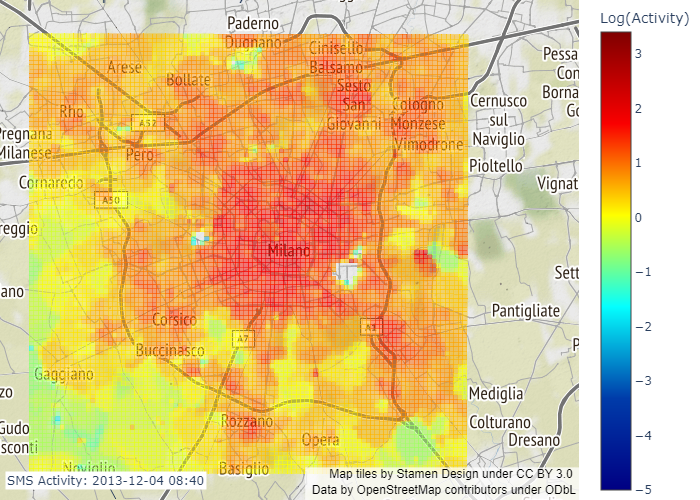 Log(Activity)
Paderno
Dugnano
Cinisello
Balsamo
Arese
Bollate
Sesto
San
Giovanni
Cologno
Monzese
Vimodrone
Cernusco
sul
Naviglio
Pioltello
Rho
A52
Pregnana
Milanese
Pero
Cornaredo
A50
Vignat
reggio
Milano
Sett
ano
Pantigliate
Corsico
A7
Buccinasco
Gaggiano
Mediglia
Colturano
Dresano
Rozzano
Opera
Gudo
sconti
Noviglio
Basiglio
Pessa
Con
Borna
Go
zo
P
3
2
1
0
−1
−2
−3
−4
−5
SMS Activity: 2013-12-04 08:40
Map tiles by Stamen Design under CC BY 3.0
Data by OpenStreetMap contributors under ODbL